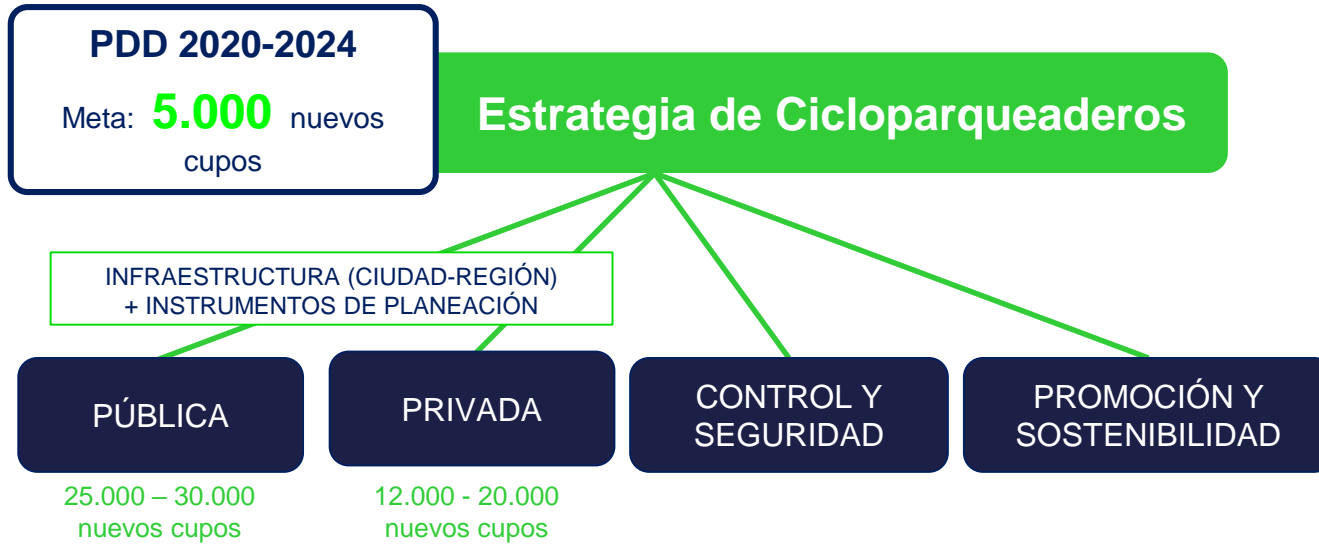 PDD 2020-2024
Meta: 5.000 nuevos
cupos
Estrategia de Cicloparqueaderos
INFRAESTRUCTURA (CIUDAD-REGIÓN)
+ INSTRUMENTOS DE PLANEACIÓN
PÚBLICA
PRIVADA
CONTROL Y
SEGURIDAD
PROMOCIÓN Y
SOSTENIBILIDAD
25.000 – 30.000
nuevos cupos
12.000 - 20.000
nuevos cupos